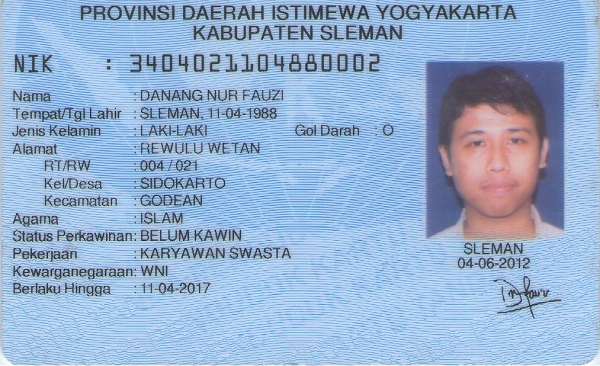 PROVINSI DAERAH ISTIMEWA YOGYAKARTA
KABUPATEN SLEMAN
NIK : 3404021104880002
Nama : DANANG NUR FAUZI
Tempat/Tgl Lahir : SLEMAN, 11-04-1988
Jenis Kelamin : LAKI-LAKI Gol Darah : O
Alamat : REWULU WETAN
RT/RW : 004 / 021
Kel/Desa : SIDOKARTO
Kecamatan : GODEAN
Agama : ISLAM
Status Perkawinan: BELUM KAWIN
Pekerjaan : KARYAWAN SWASTA
Kewarganegaraan: WNI
Berlaku Hingga : 11-04-2017
SLEMAN
04-06-2012